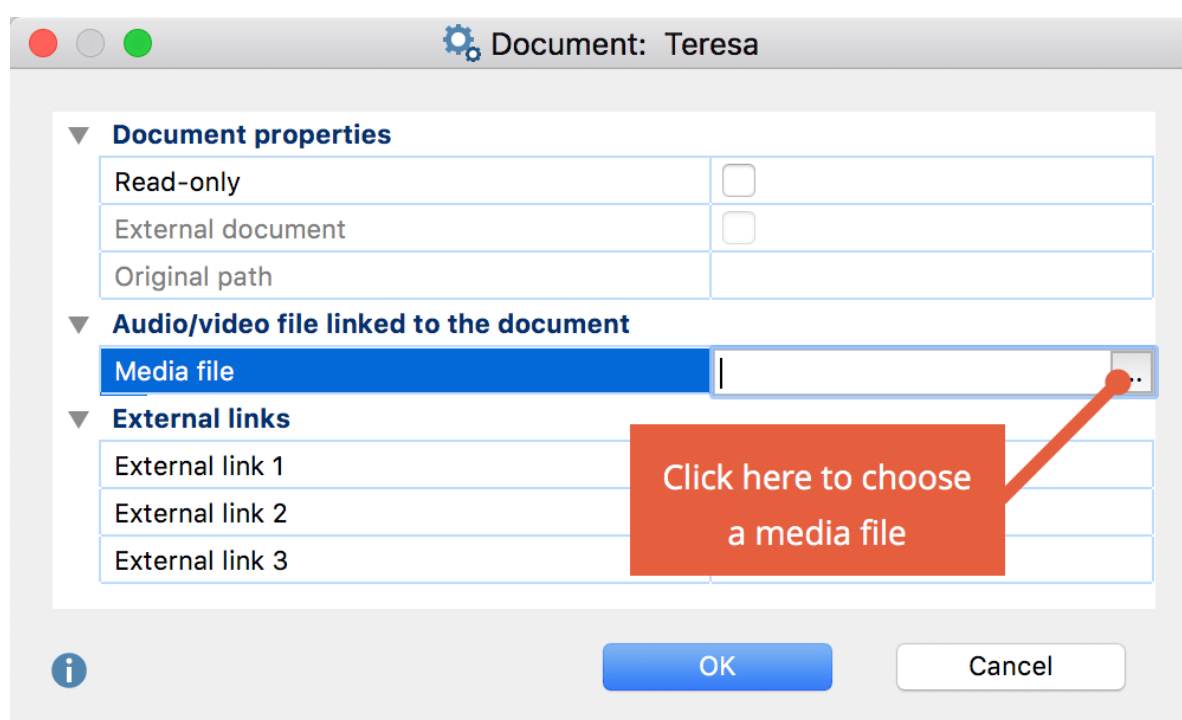 Document: Teresa
Document properties
Read-only
External document
Original path
Audio/video file linked to the document
Media file
..
External links
External link 1
Click here to choose
a media file
External link 2
External link 3
i
OK
Cancel